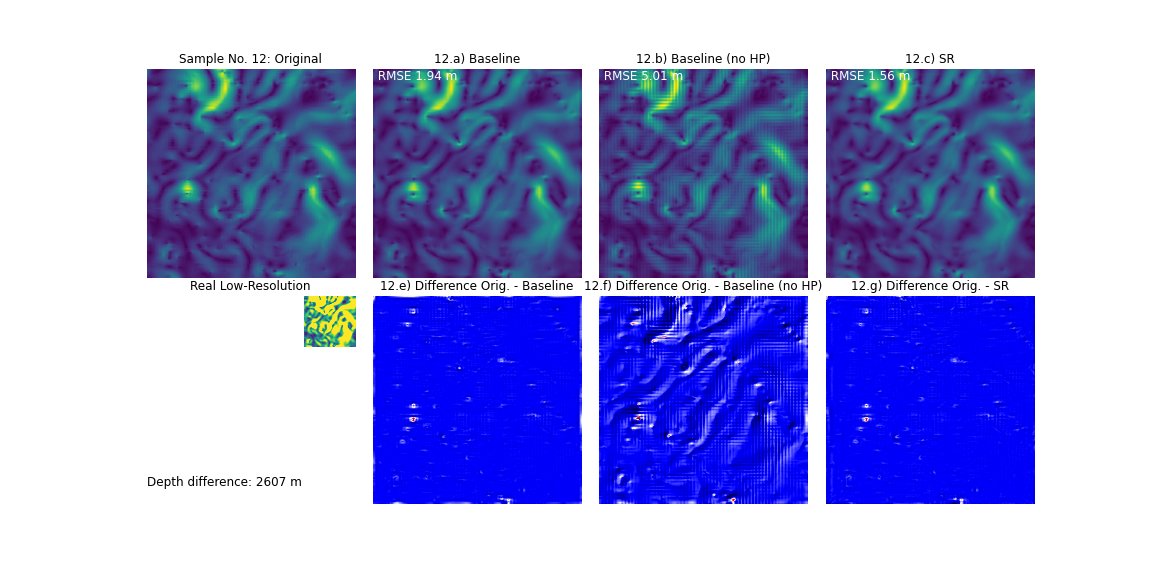 Sample No. 12: Original
12.a) Baseline
12.b) Baseline (no HP)
12.c) SR
RMSE 1.94 m
RMSE 5.01 m
RMSE 1.56 m
Real Low-Resolution
12.e) Difference Orig. - Baseline
12.f) Difference Orig. - Baseline (no HP)
12.g) Difference Orig. - SR
Depth difference: 2607 m